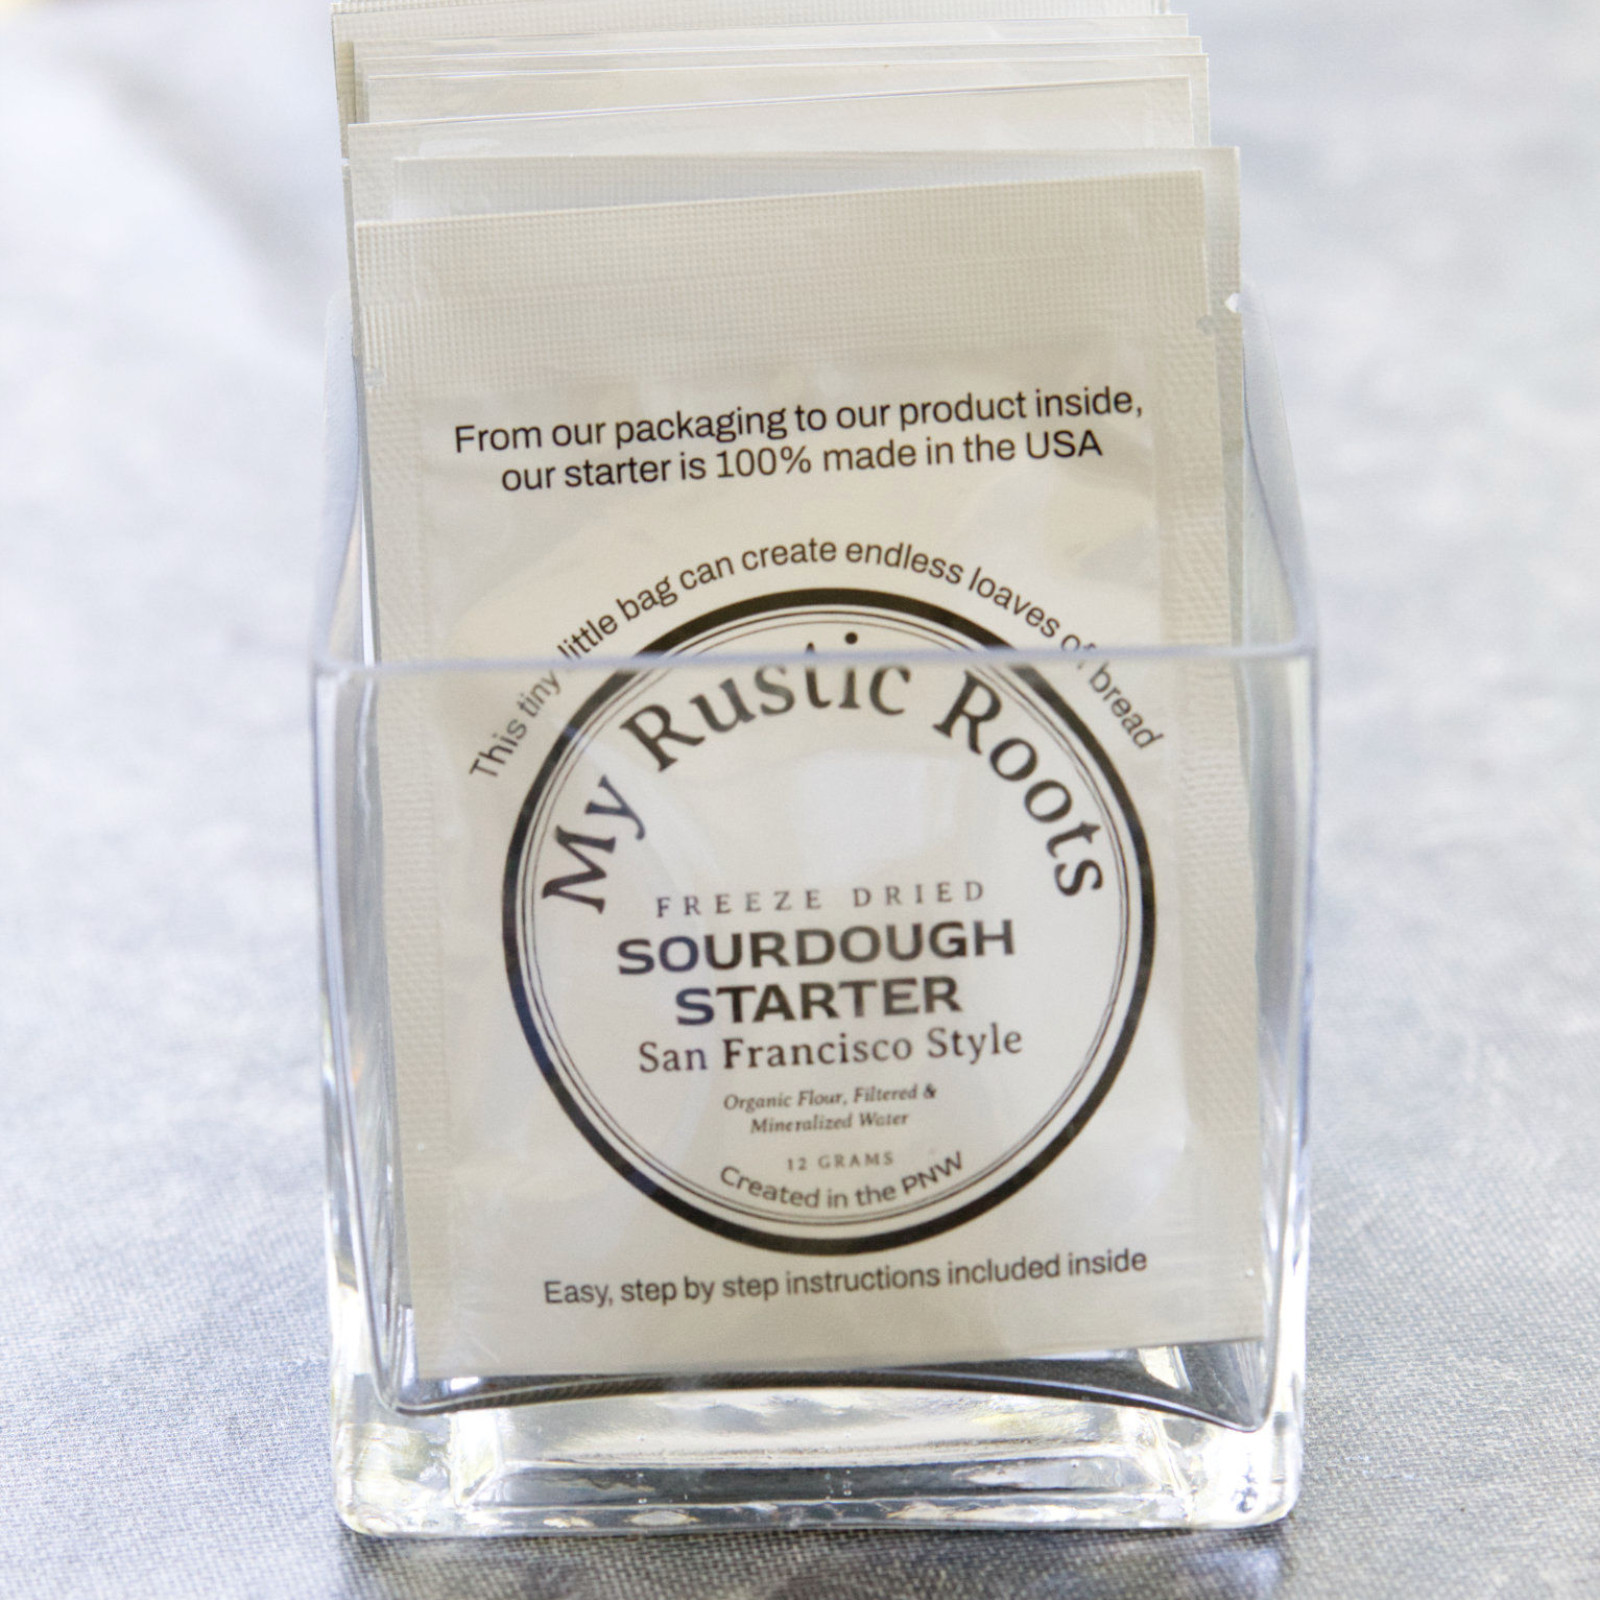 From our packaging to our product inside,
our starter is 100% made in the USA
This tiny little bag can create endless loaves of bread
My Rustic Roots
FREEZE DRIED
SOURDOUGH
STARTER
San Francisco Style
Organic Flour, Filtered &
Mineralized Water
12 GRAMS
Created in the PNW
Easy, step by step instructions included inside